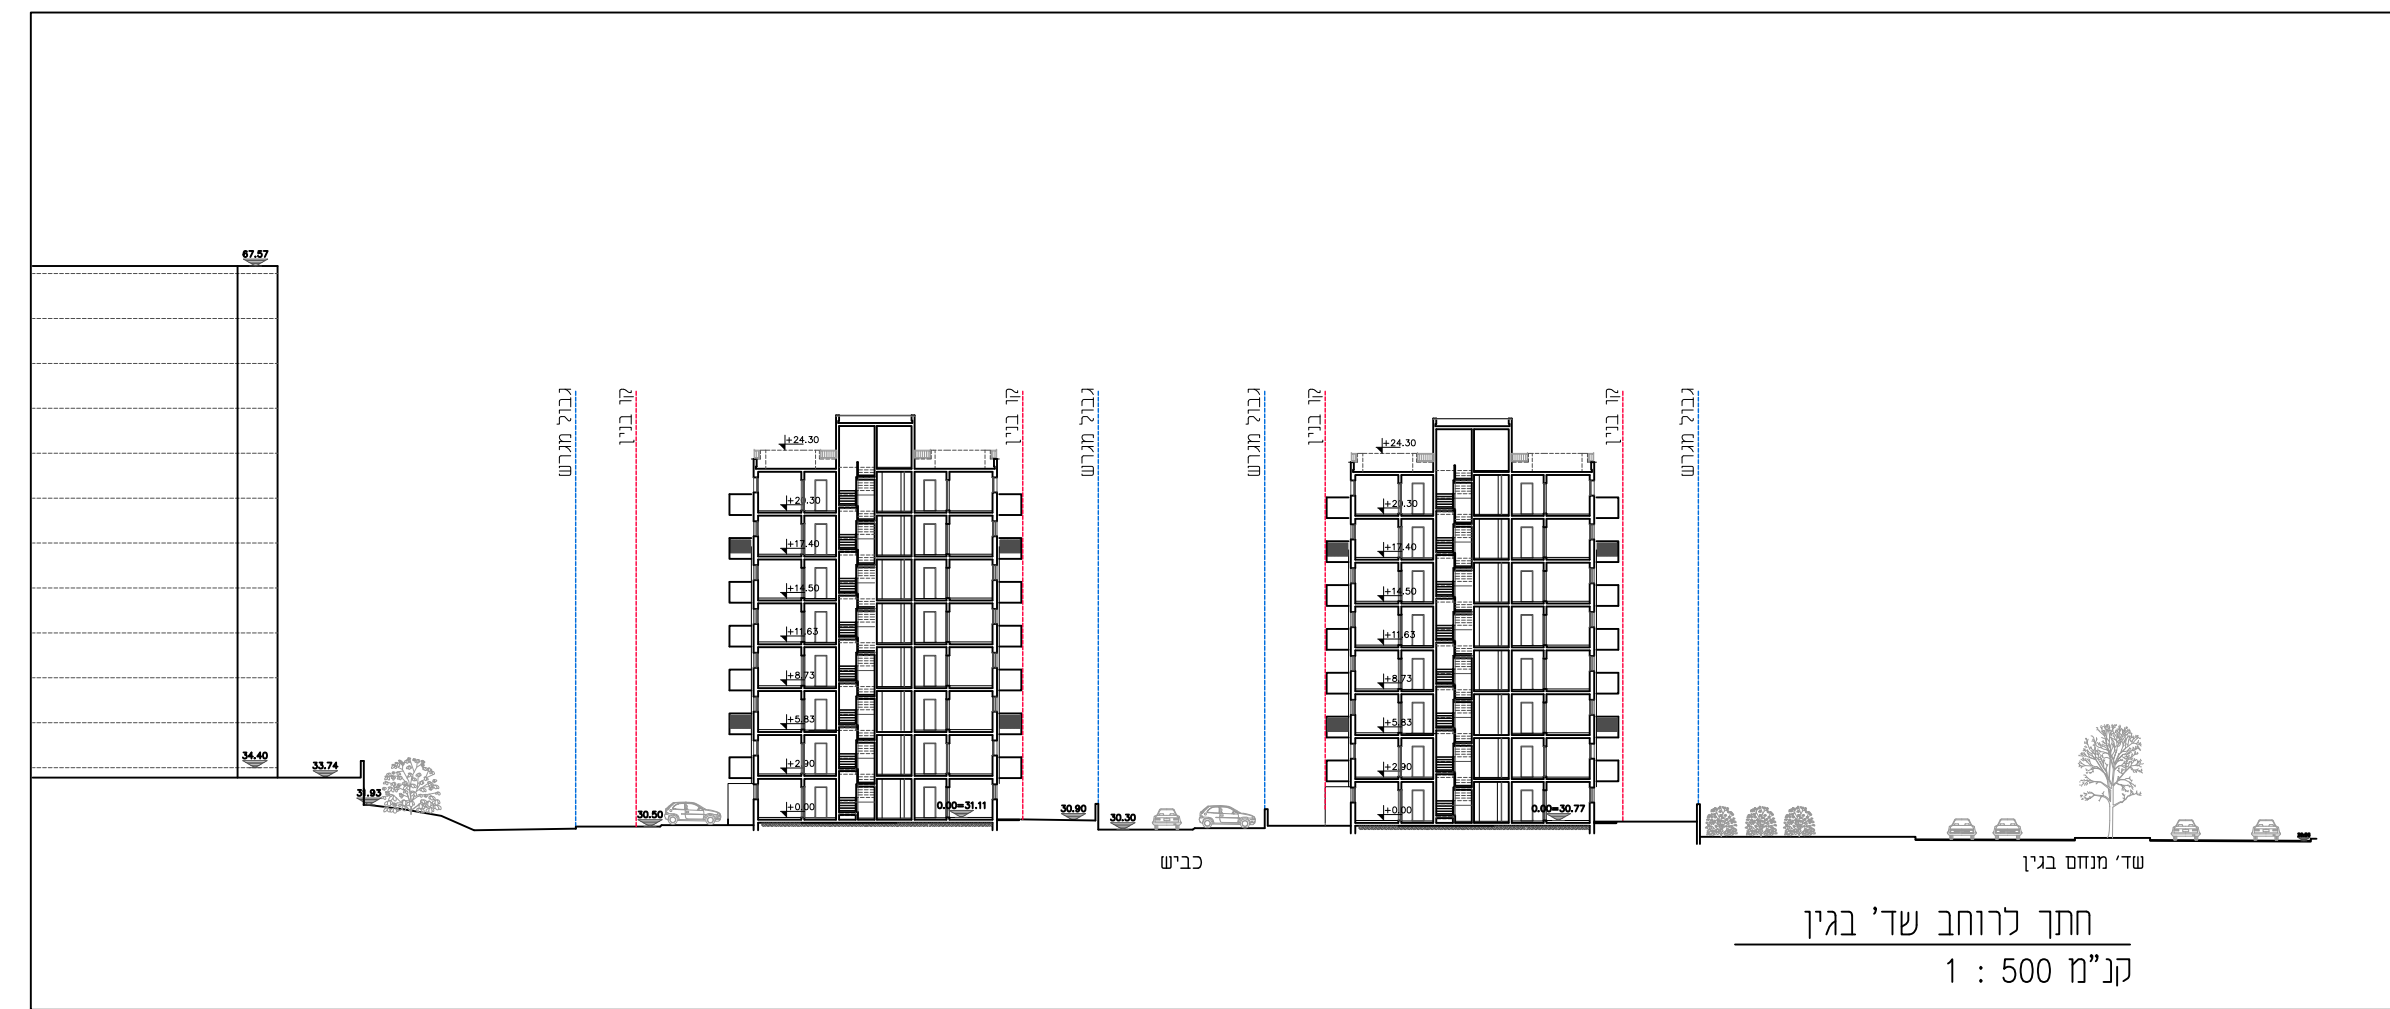 67.57
34.40
33.74
31.93
גבול מגרש
קו בנין
קו בנין
גבול מגרש
גבול מגרש
קו בנין
קו בנין
גבול מגרש
+24.30
+20.30
+17.40
+14.50
+11.63
+8.73
+5.83
+2.90
+0.00
0.00=31.11
30.50
30.90
30.30
+24.30
+20.30
+17.40
+14.50
+11.63
+8.73
+5.83
+2.90
+0.00
0.00=30.77
כביש
שד' מנחם בגין
חתך לרוחב שד' בגין
קנ"מ 500 : 1